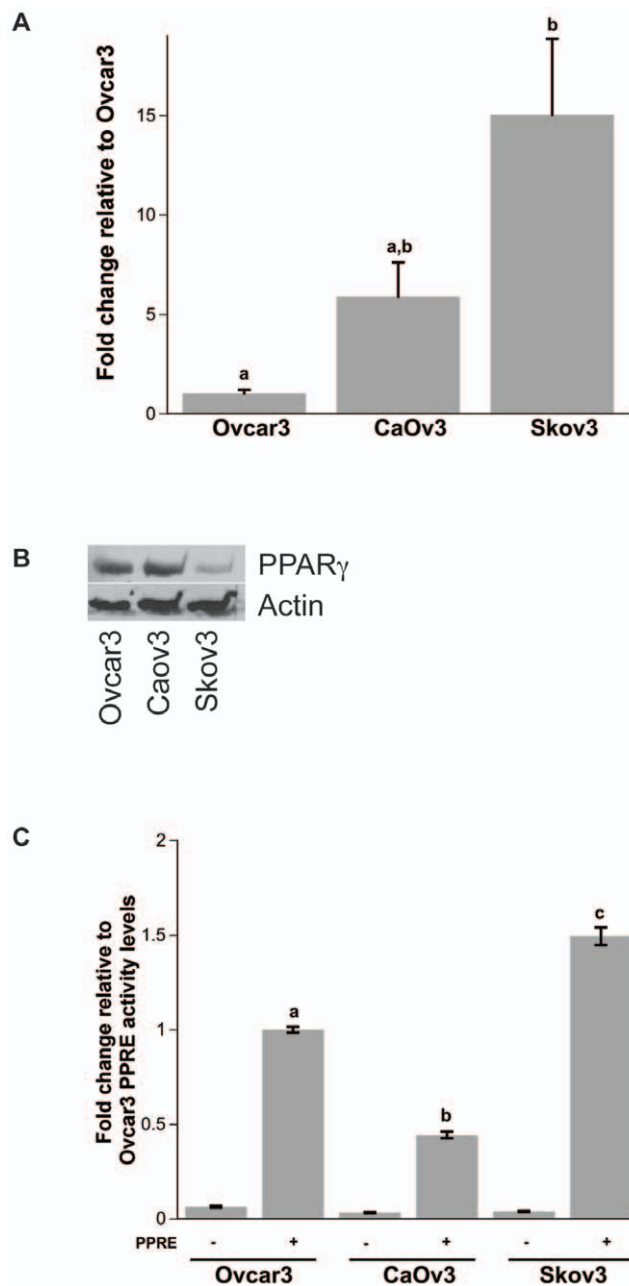 A
Fold change relative to Ovcar3
15
10
5
0
a
a,b
b
Ovcar3 CaOv3 Skov3
B
PPARγ
Actin
Ovcar3
Caov3
Skov3
C
Fold change relative to
Ovcar3 PPRE activity levels
2
1.5
1
0.5
0
a
b
c
PPRE - + - + - +
Ovcar3 CaOv3 Skov3